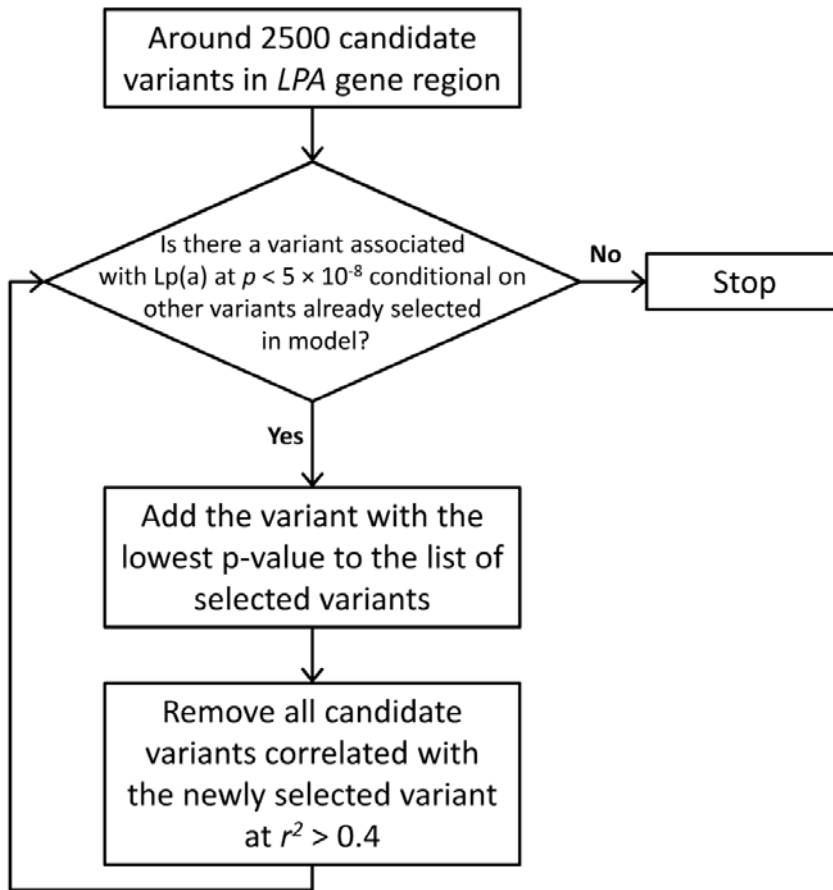 Around 2500 candidate
variants in LPA gene region
Is there a variant associated
with Lp(a) at p < 5 × 10⁻⁸ conditional on
other variants already selected
in model?
No
Stop
Yes
Add the variant with the
lowest p-value to the list of
selected variants
Remove all candidate
variants correlated with
the newly selected variant
at r² > 0.4